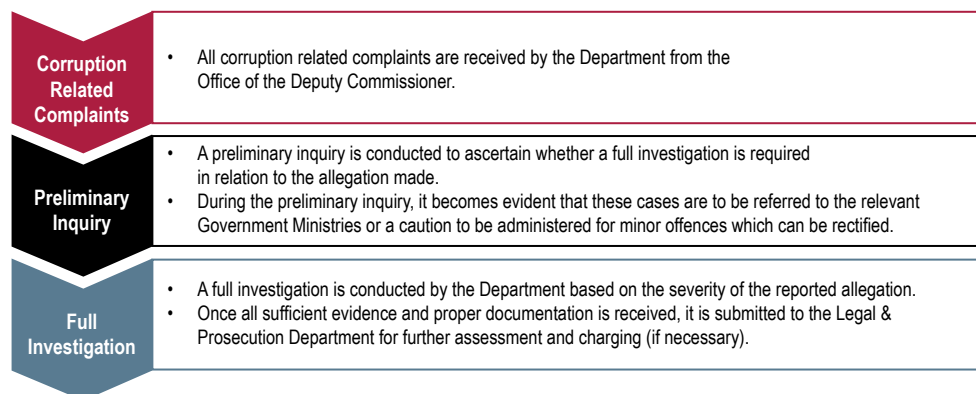 Corruption
Related
Complaints
• All corruption related complaints are received by the Department from the
Office of the Deputy Commissioner.
Preliminary
Inquiry
• A preliminary inquiry is conducted to ascertain whether a full investigation is required
in relation to the allegation made.
• During the preliminary inquiry, it becomes evident that these cases are to be referred to the relevant
Government Ministries or a caution to be administered for minor offences which can be rectified.
Full
Investigation
• A full investigation is conducted by the Department based on the severity of the reported allegation.
• Once all sufficient evidence and proper documentation is received, it is submitted to the Legal &
Prosecution Department for further assessment and charging (if necessary).